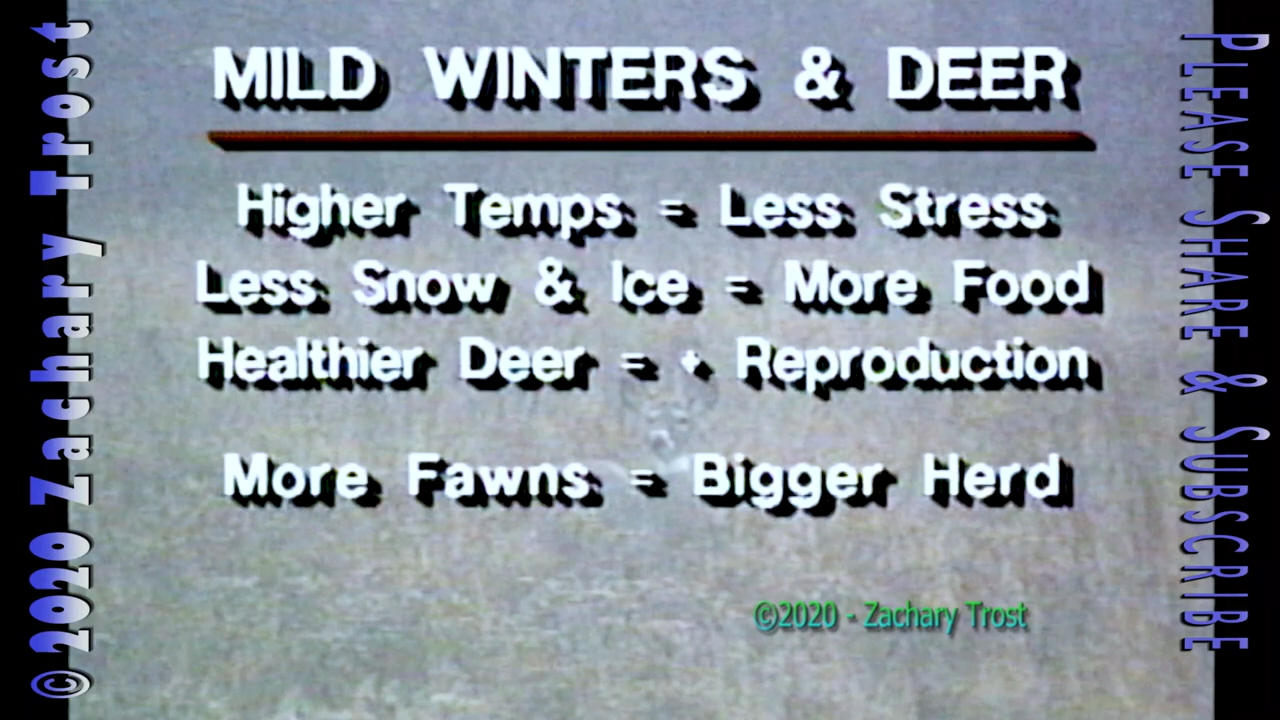 MILD WINTERS & DEER
Higher Temps = Less Stress
Less Snow & Ice = More Food
Healthier Deer = + Reproduction
More Fawns = Bigger Herd
©2020 - Zachary Trost
©2020 Zachary Trost
PLEASE SHARE & SUBSCRIBE